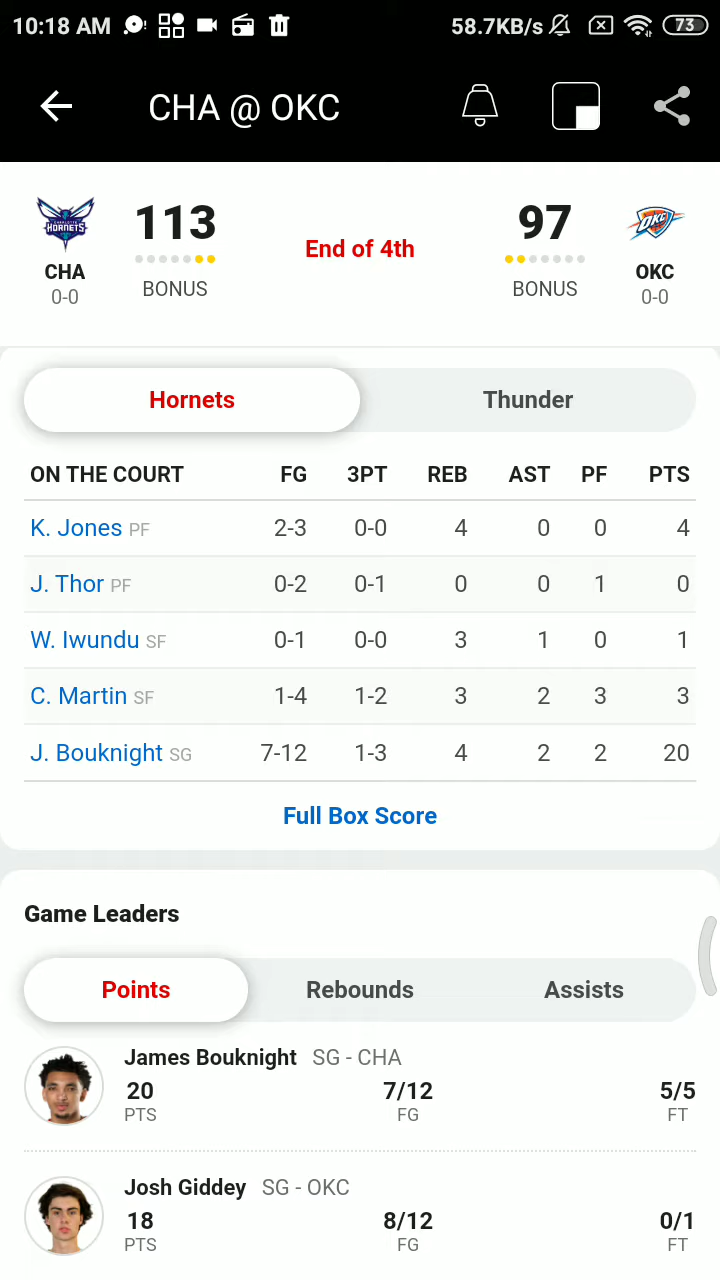 10:18 AM 58.7KB/s 73
CHA @ OKC
113 97
HORNETS OKC
End of 4th
CHA OKC
BONUS BONUS
0-0 0-0
Hornets Thunder
ON THE COURT FG 3PT REB AST PF PTS
K. Jones PF 2-3 0-0 4 0 0 4
J. Thor PF 0-2 0-1 0 0 1 0
W. Iwundu SF 0-1 0-0 3 1 0 1
C. Martin SF 1-4 1-2 3 2 3 3
J. Bouknight SG 7-12 1-3 4 2 2 20
Full Box Score
Game Leaders
Points Rebounds Assists
James Bouknight SG - CHA
20 7/12 5/5
PTS FG FT
Josh Giddey SG - OKC
18 8/12 0/1
PTS FG FT